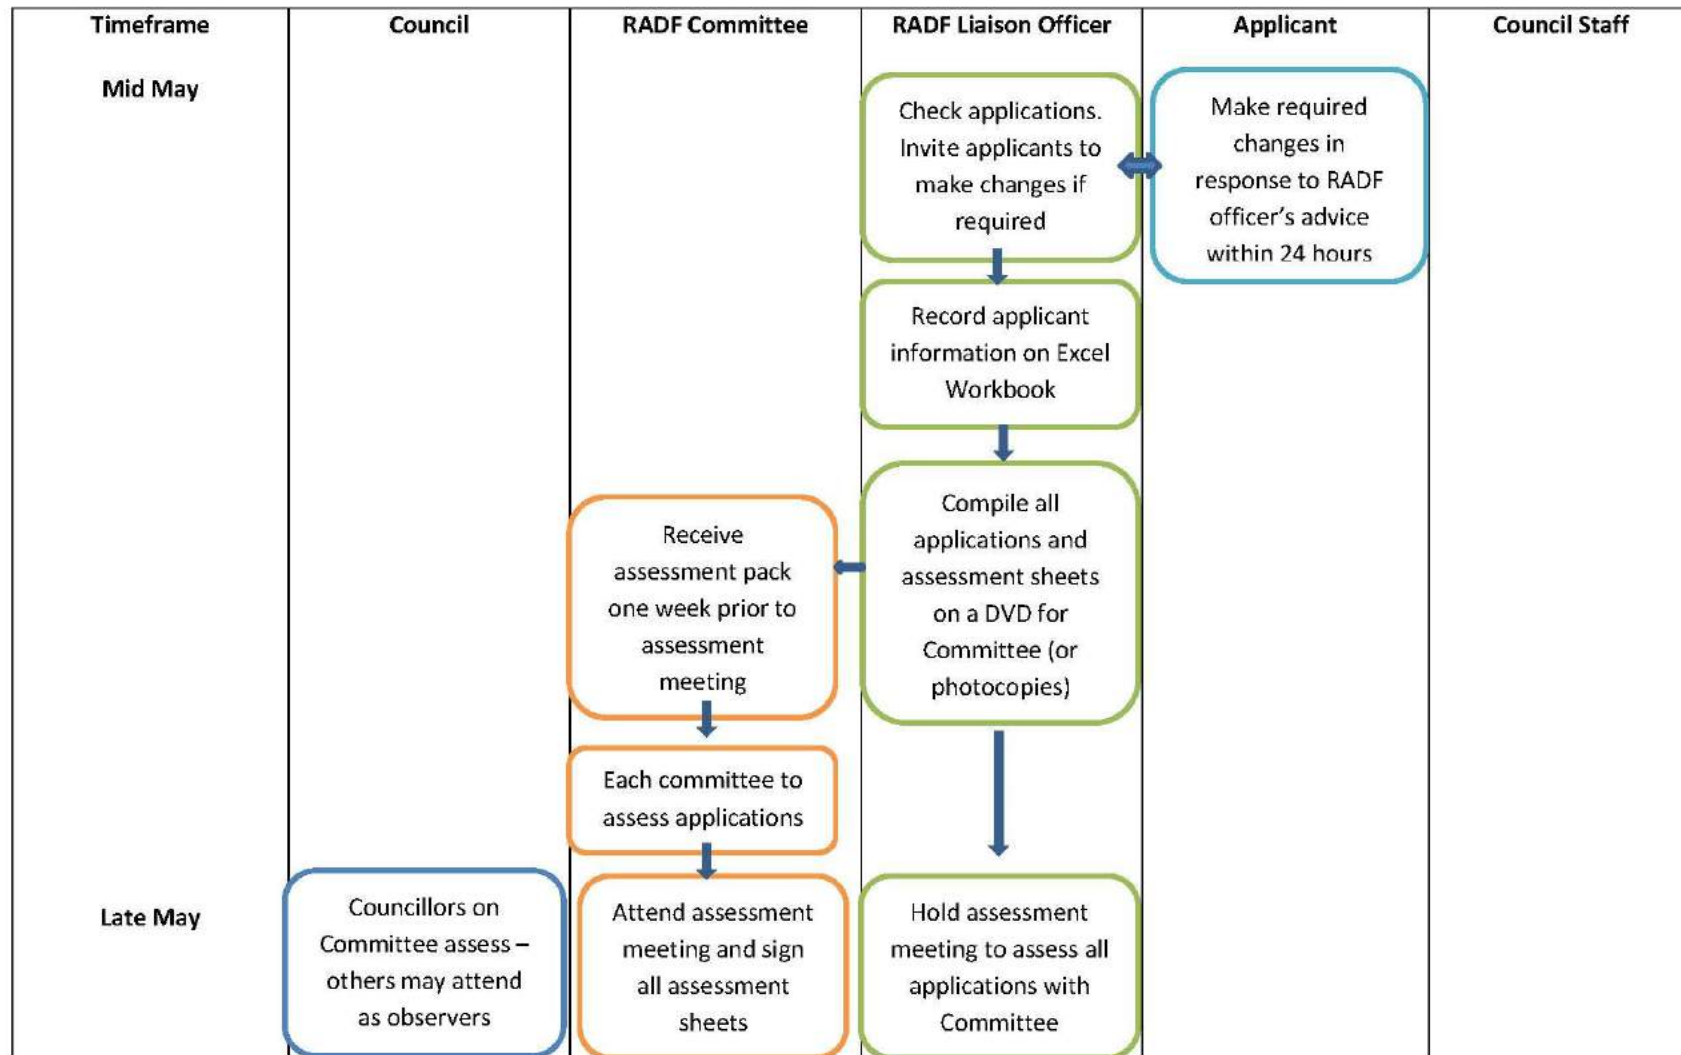 Timeframe
Council
RADF Committee
RADF Liaison Officer
Applicant
Council Staff
Mid May
Check applications.
Invite applicants to
make changes if
required
Make required
changes in
response to RADF
officer's advice
within 24 hours
Record applicant
information on Excel
Workbook
Compile all
applications and
assessment sheets
on a DVD for
Committee (or
photocopies)
Receive
assessment pack
one week prior to
assessment
meeting
Each committee to
assess applications
Late May
Councillors on
Committee assess –
others may attend
as observers
Attend assessment
meeting and sign
all assessment
sheets
Hold assessment
meeting to assess all
applications with
Committee